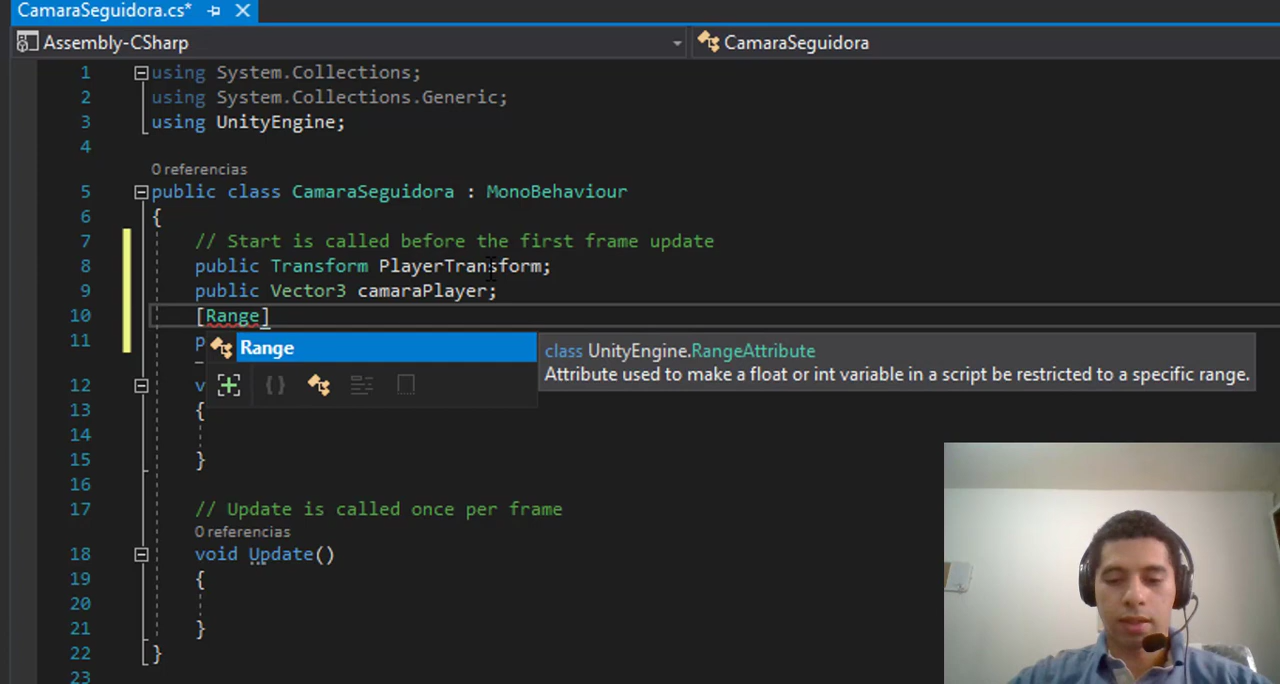 CamaraSeguidora.cs*
Assembly-CSharp CamaraSeguidora
1 using System.Collections;
2 using System.Collections.Generic;
3 using UnityEngine;
4
0 referencias
5 public class CamaraSeguidora : MonoBehaviour
6 {
7 // Start is called before the first frame update
8 public Transform PlayerTransform;
9 public Vector3 camaraPlayer;
10 [Range]
11 p
Range
class UnityEngine.RangeAttribute
Attribute used to make a float or int variable in a script be restricted to a specific range.
12 v
13 {
14
15 }
16
17 // Update is called once per frame
0 referencias
18 void Update()
19 {
20
21 }
22 }
23